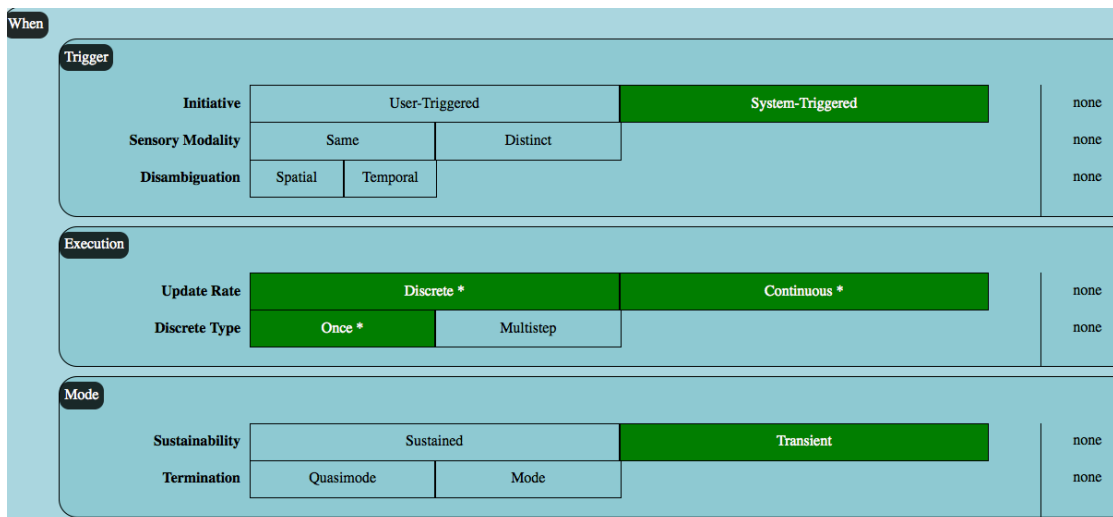 When
Trigger
Initiative User-Triggered System-Triggered none
Sensory Modality Same Distinct none
Disambiguation Spatial Temporal none
Execution
Update Rate Discrete * Continuous * none
Discrete Type Once * Multistep none
Mode
Sustainability Sustained Transient none
Termination Quasimode Mode none